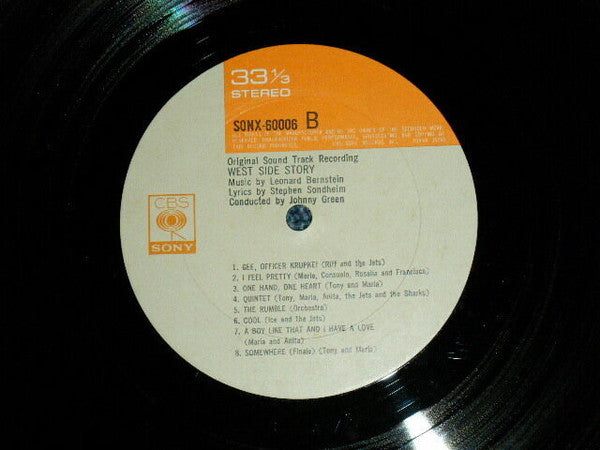 33 1/3
STEREO
SONX-60006 B
Original Sound Track Recording
WEST SIDE STORY
Music by Leonard Bernstein
Lyrics by Stephen Sondheim
Conducted by Johnny Green
CBS
SONY
1. GEE, OFFICER KRUPKE! (Riff and the Jets)
2. I FEEL PRETTY (Maria, Consuelo, Rosalia and Francisca)
3. ONE HAND, ONE HEART (Tony and Maria)
4. QUINTET (Tony, Maria, Anita, the Jets and the Sharks)
5. THE RUMBLE (Orchestra)
6. COOL (Ice and the Jets)
7. A BOY LIKE THAT AND I HAVE A LOVE
(Maria and Anita)
8. SOMEWHERE (Finale) (Tony and Maria)